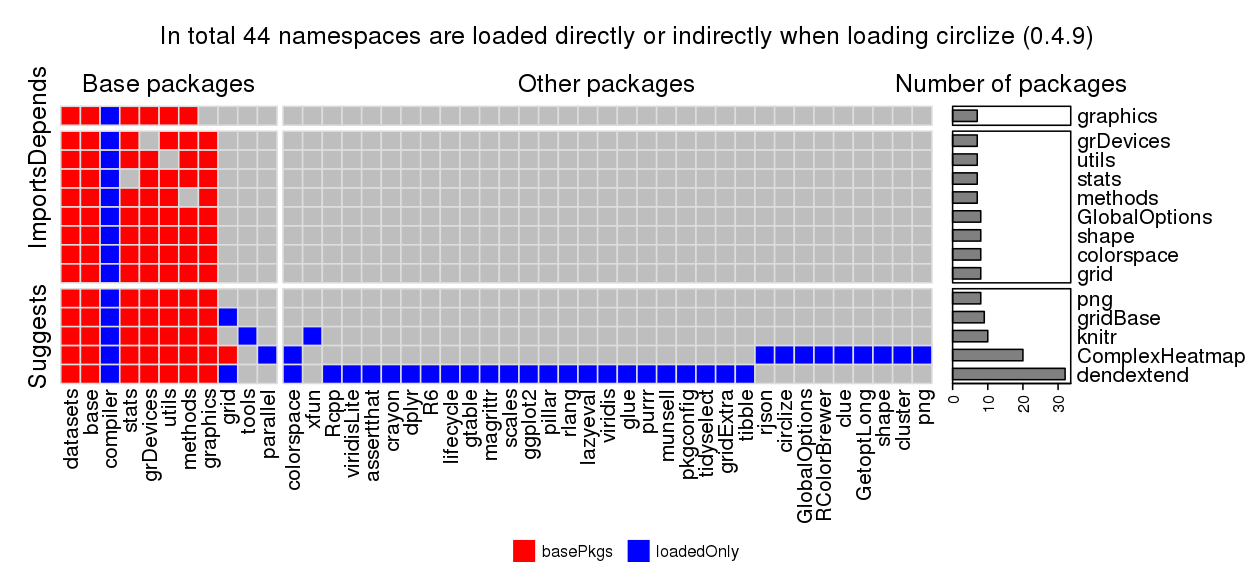 In total 44 namespaces are loaded directly or indirectly when loading circlize (0.4.9)
Base packages
Other packages
Number of packages
Depends
Imports
Suggests
graphics
grDevices
utils
stats
methods
GlobalOptions
shape
colorspace
grid
png
gridBase
knitr
ComplexHeatmap
dendextend
datasets
base
compiler
stats
grDevices
utils
methods
graphics
grid
tools
parallel
colorspace
xfun
Rcpp
viridisLite
assertthat
crayon
dplyr
R6
lifecycle
gtable
magrittr
scales
ggplot2
pillar
rlang
lazyeval
viridis
glue
purrr
munsell
pkgconfig
tidyselect
gridExtra
tibble
rjson
circlize
GlobalOptions
RColorBrewer
clue
GetoptLong
shape
cluster
png
0
10
20
30
basePkgs
loadedOnly